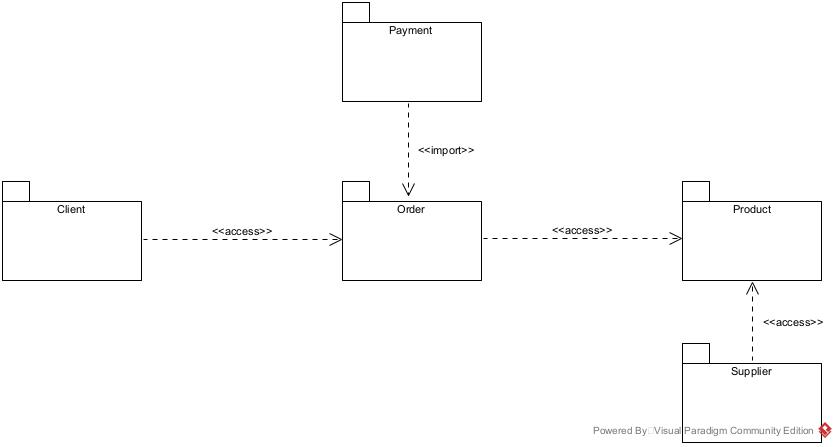 Payment
<<import>>
Client
<<access>>
Order
<<access>>
Product
<<access>>
Supplier
Powered By Visual Paradigm Community Edition